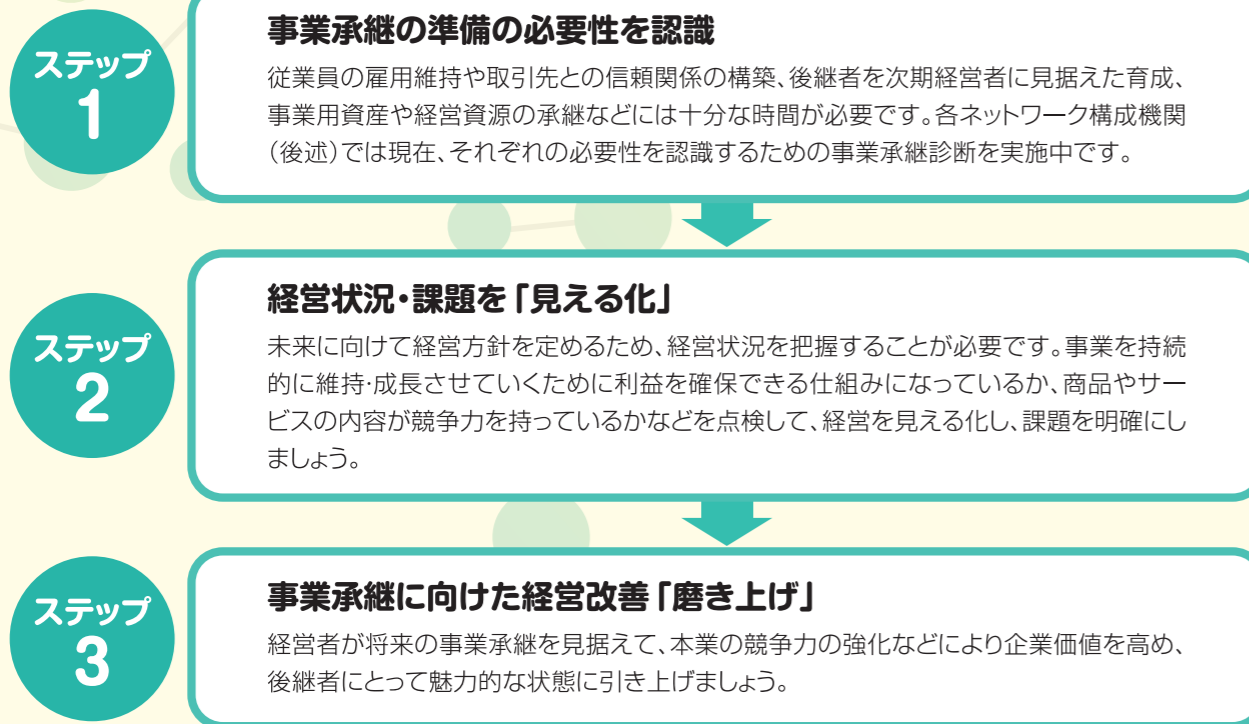 ステップ
1
事業承継の準備の必要性を認識
従業員の雇用維持や取引先との信頼関係の構築、後継者を次期経営者に見据えた育成、
事業用資産や経営資源の承継などには十分な時間が必要です。各ネットワーク構成機関
（後述）では現在、それぞれの必要性を認識するための事業承継診断を実施中です。
ステップ
2
経営状況・課題を「見える化」
未来に向けて経営方針を定めるため、経営状況を把握することが必要です。事業を持続
的に維持・成長させていくために利益を確保できる仕組みになっているか、商品やサー
ビスの内容が競争力を持っているかなどを点検して、経営を見える化し、課題を明確にし
ましょう。
ステップ
3
事業承継に向けた経営改善「磨き上げ」
経営者が将来の事業承継を見据えて、本業の競争力の強化などにより企業価値を高め、
後継者にとって魅力的な状態に引き上げましょう。